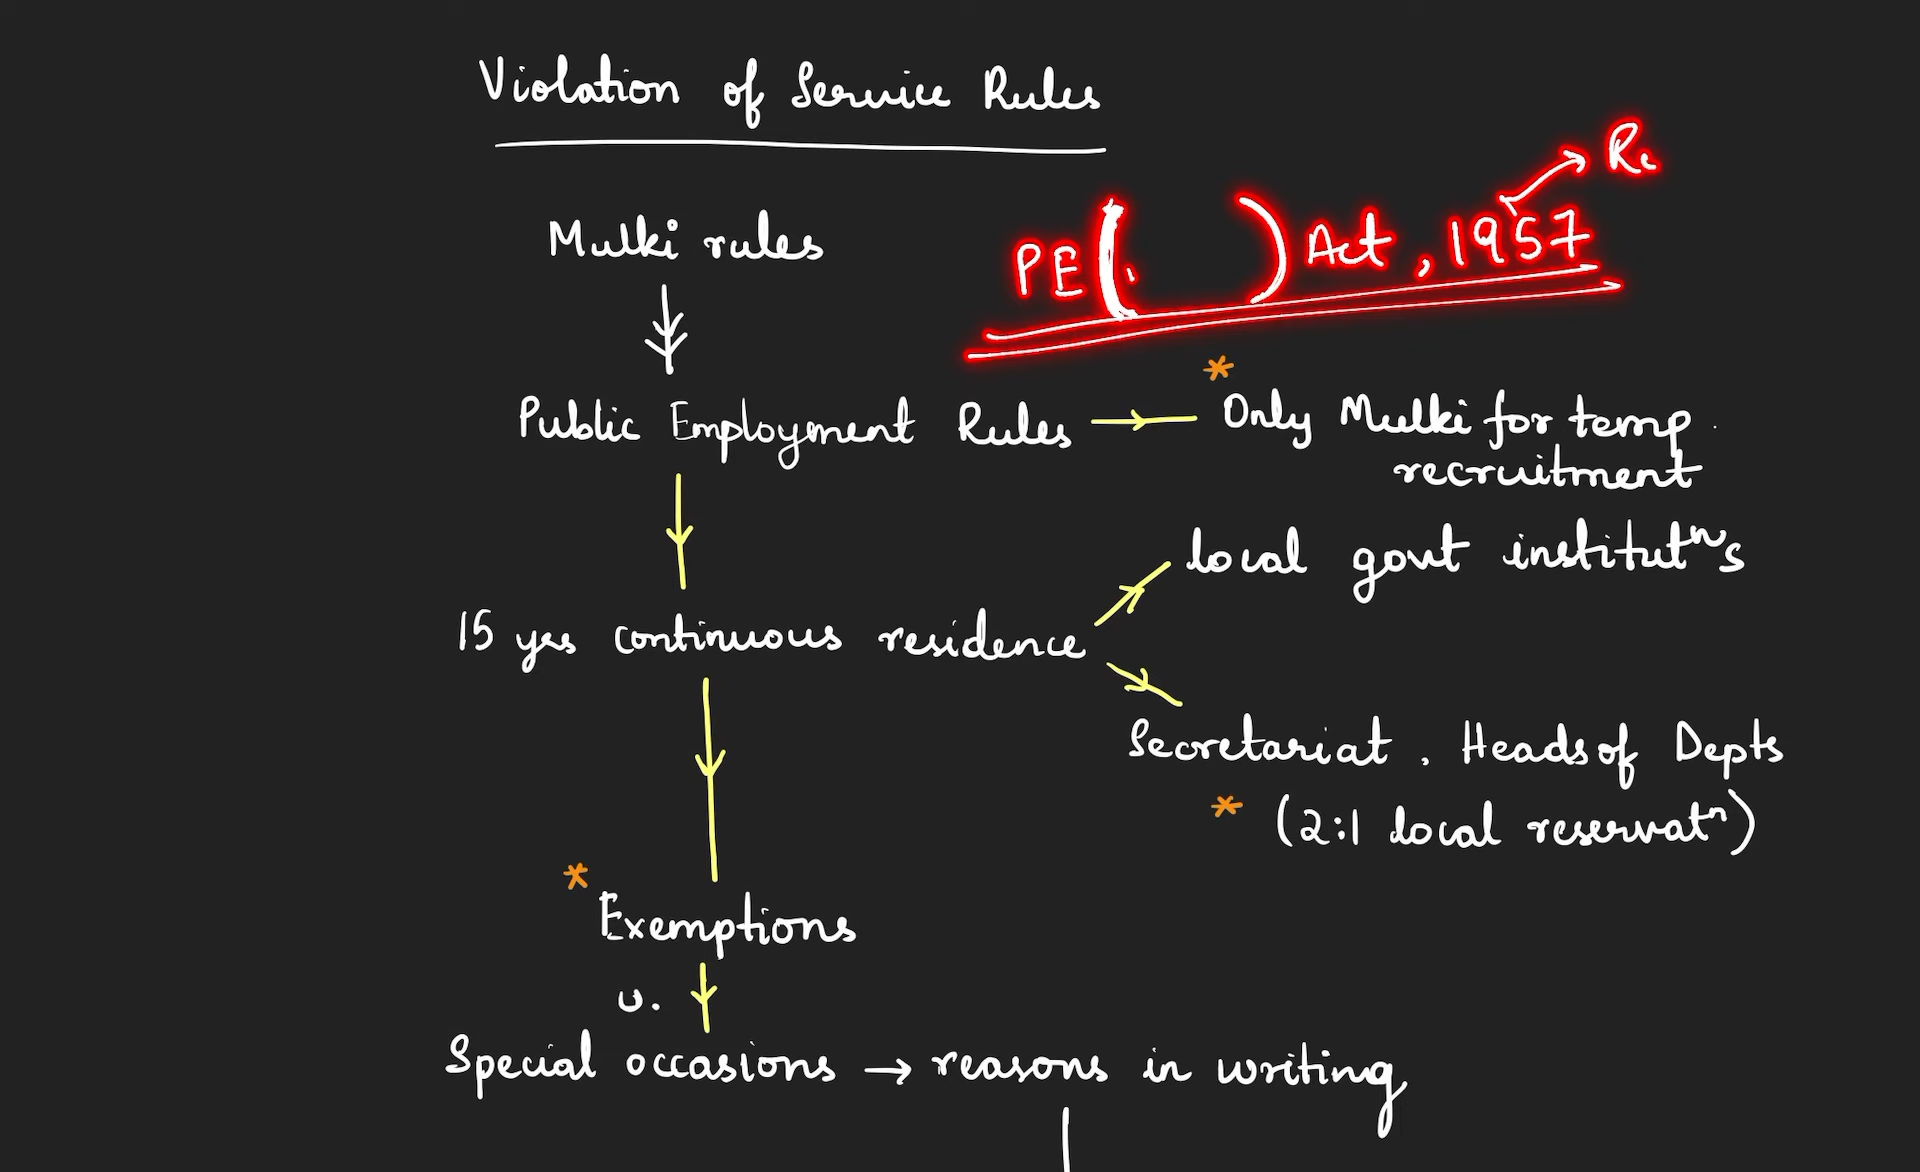 Violation of Service Rules
Rc
PE ( ) Act, 1957
Mulki rules
Public Employment Rules → * Only Mulki for temp.
recruitment
local govt institutⁿs
15 yrs continuous residence
Secretariat, Heads of Depts
* (2:1 local reservatⁿ)
* Exemptions
u.
Special occasions → reasons in writing